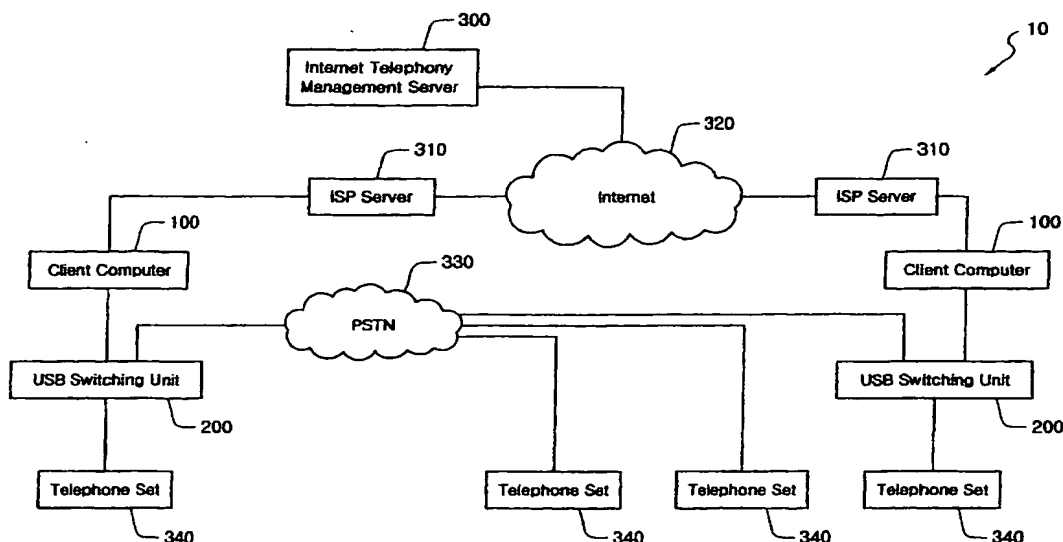 300
10
Internet Telephony
Management Server
320
310
310
ISP Server
Internet
ISP Server
100
100
Client Computer
Client Computer
330
PSTN
USB Switching Unit
USB Switching Unit
200
200
Telephone Set
Telephone Set
Telephone Set
Telephone Set
340
340
340
340